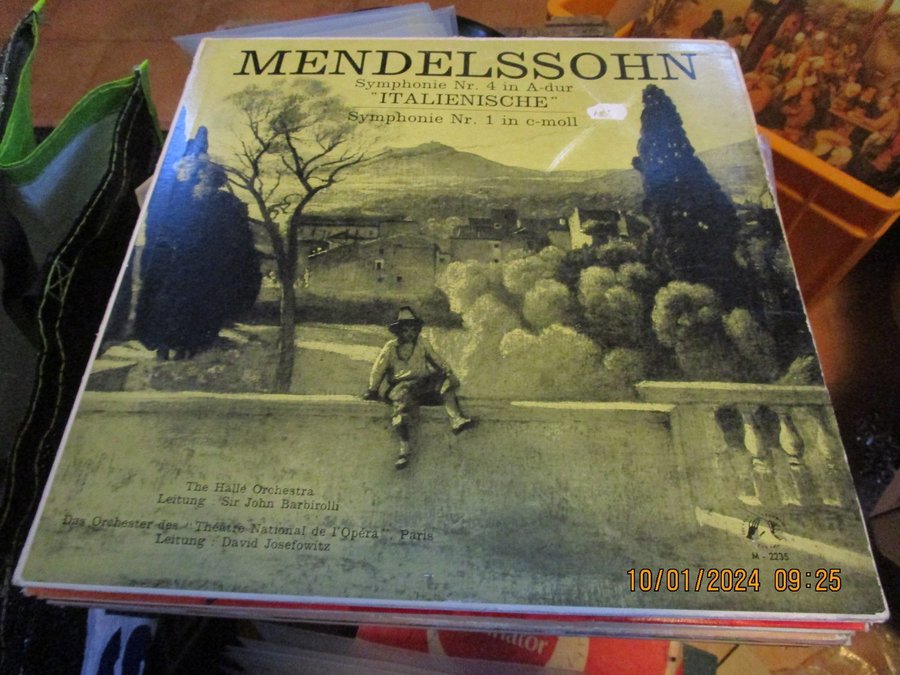 MENDELSSOHN
Symphonie Nr. 4 in A-dur
"ITALIENISCHE"
Symphonie Nr. 1 in c-moll
The Hallé Orchestra
Leitung : Sir John Barbirolli
Das Orchester des "Théâtre National de l'Opéra", Paris
Leitung : David Josefowitz
M - 2235
10/01/2024 09:25